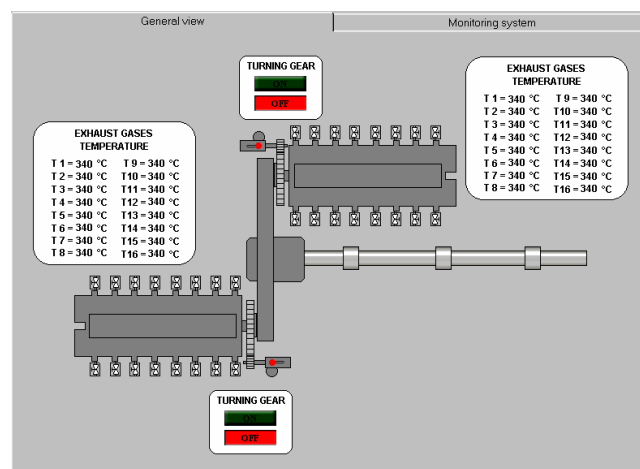 General view
Monitoring system
TURNING GEAR
ON
OFF
EXHAUST GASES
TEMPERATURE
T 1 = 340 °C T 9 = 340 °C
T 2 = 340 °C T10 = 340 °C
T 3 = 340 °C T11 = 340 °C
T 4 = 340 °C T12 = 340 °C
T 5 = 340 °C T13 = 340 °C
T 6 = 340 °C T14 = 340 °C
T 7 = 340 °C T15 = 340 °C
T 8 = 340 °C T16 = 340 °C
EXHAUST GASES
TEMPERATURE
T 1 = 340 °C T 9 = 340 °C
T 2 = 340 °C T10 = 340 °C
T 3 = 340 °C T11 = 340 °C
T 4 = 340 °C T12 = 340 °C
T 5 = 340 °C T13 = 340 °C
T 6 = 340 °C T14 = 340 °C
T 7 = 340 °C T15 = 340 °C
T 8 = 340 °C T16 = 340 °C
TURNING GEAR
ON
OFF